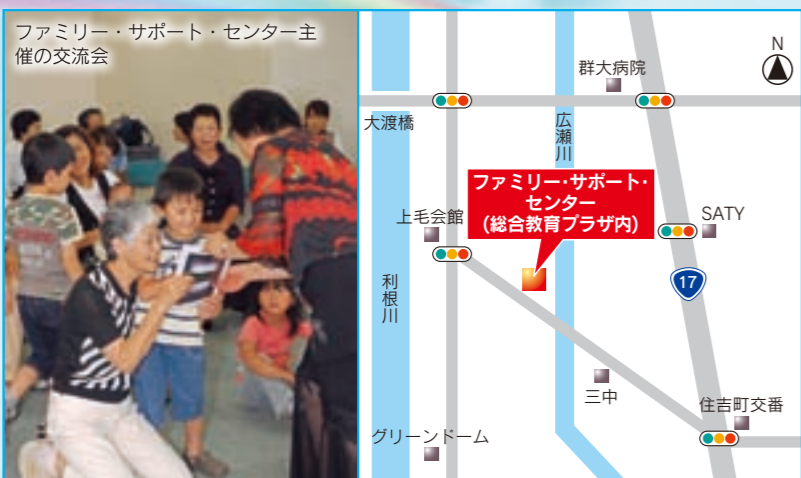 ファミリー・サポート・センター主
催の交流会
N
群大病院
大渡橋
広瀬川
ファミリー・サポート・
センター
(総合教育プラザ内)
上毛会館
SATY
利根川
17
三中
住吉町交番
グリーンドーム